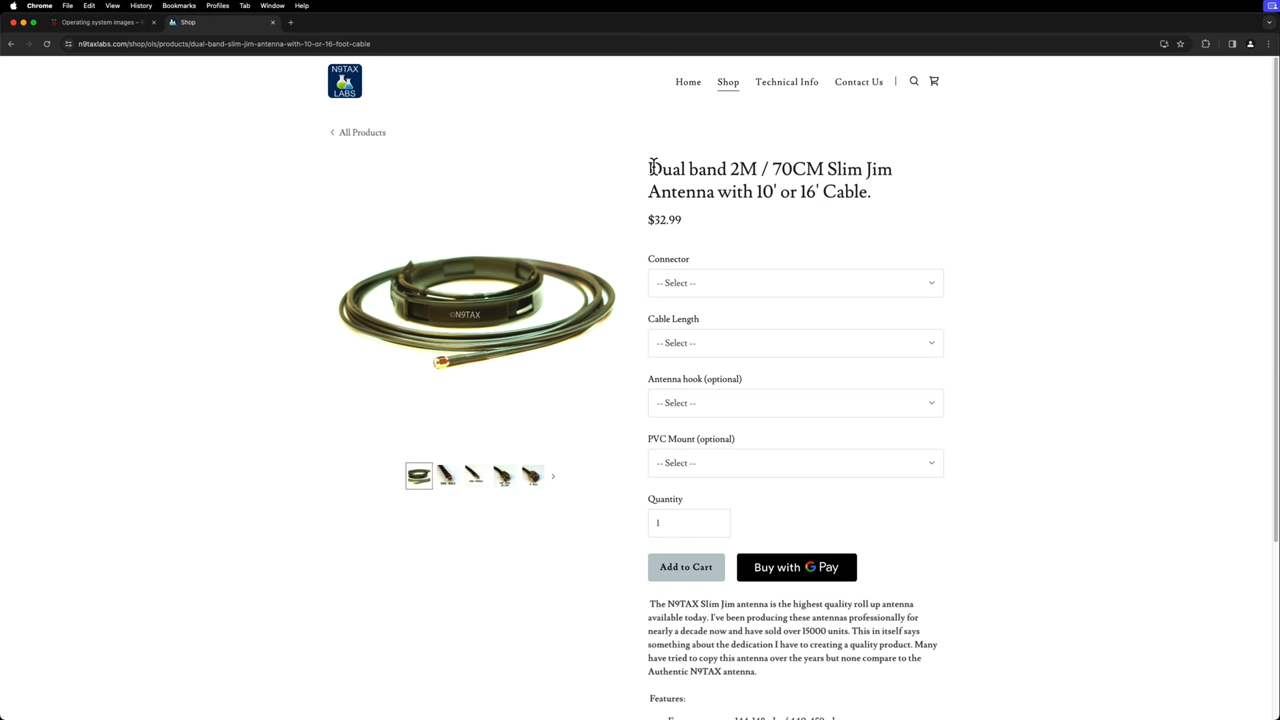 Chrome File Edit View History Bookmarks Profiles Tab Window Help
Operating system images –
Shop
n9taxlabs.com/shop/ols/products/dual-band-slim-jim-antenna-with-10-or-16-foot-cable
N9TAX
LABS
Home Shop Technical Info Contact Us
All Products
Dual band 2M / 70CM Slim Jim
Antenna with 10' or 16' Cable.
$32.99
Connector
-- Select --
Cable Length
-- Select --
Antenna hook (optional)
-- Select --
PVC Mount (optional)
-- Select --
Quantity
1
Add to Cart
Buy with G Pay
©N9TAX
The N9TAX Slim Jim antenna is the highest quality roll up antenna
available today. I've been producing these antennas professionally for
nearly a decade now and have sold over 15000 units. This in itself says
something about the dedication I have to creating a quality product. Many
have tried to copy this antenna over the years but none compare to the
Authentic N9TAX antenna.
Features: